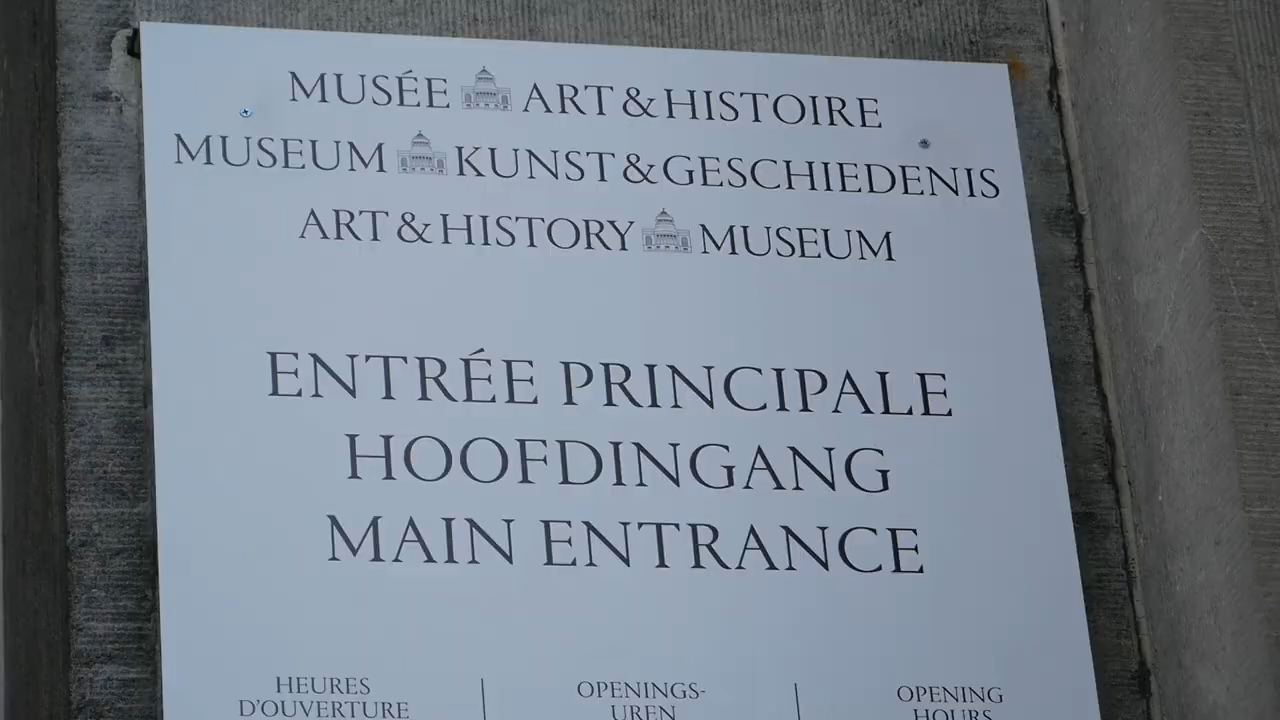 MUSÉE ART & HISTOIRE
MUSEUM KUNST & GESCHIEDENIS
ART & HISTORY MUSEUM
ENTRÉE PRINCIPALE
HOOFDINGANG
MAIN ENTRANCE
HEURES
D'OUVERTURE
OPENINGS-
UREN
OPENING
HOURS